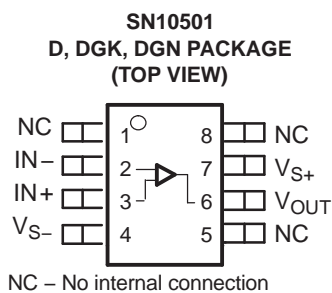 SN10501
D, DGK, DGN PACKAGE
(TOP VIEW)
NC 1 8 NC
IN− 2 7 VS+
IN+ 3 6 VOUT
VS− 4 5 NC
NC − No internal connection